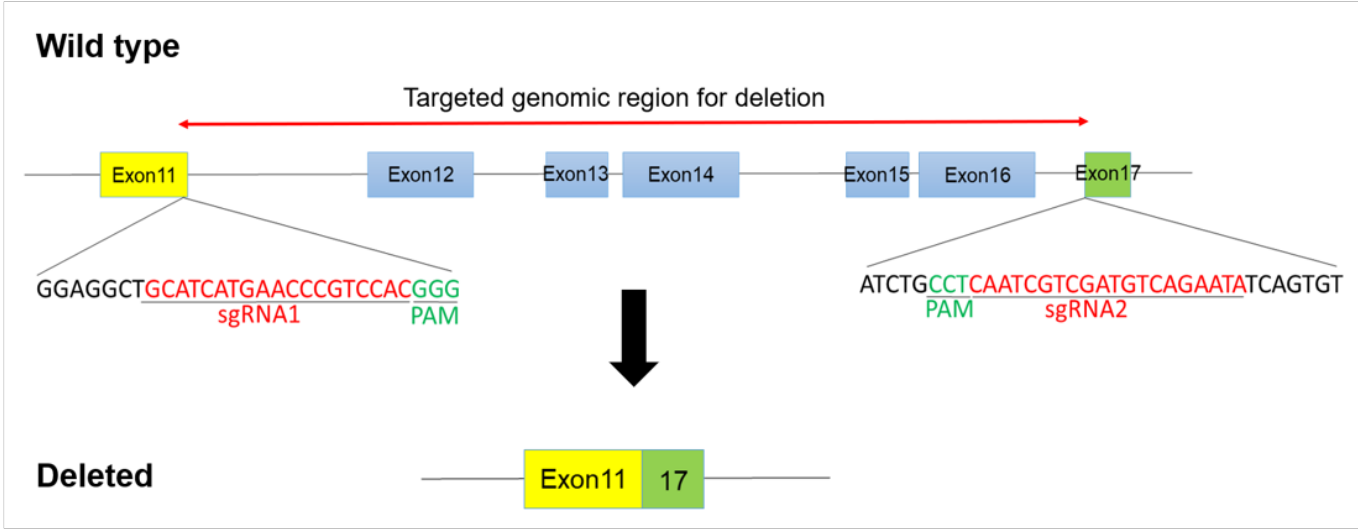 Wild type
Targeted genomic region for deletion
Exon11 Exon12 Exon13 Exon14 Exon15 Exon16 Exon17
GGAGGCTGCATCATGAACCCGTCCACGGG ATCTGCCTCAATCGTCGATGTCAGAATATCAGTGT
sgRNA1 PAM PAM sgRNA2
Deleted Exon11 17